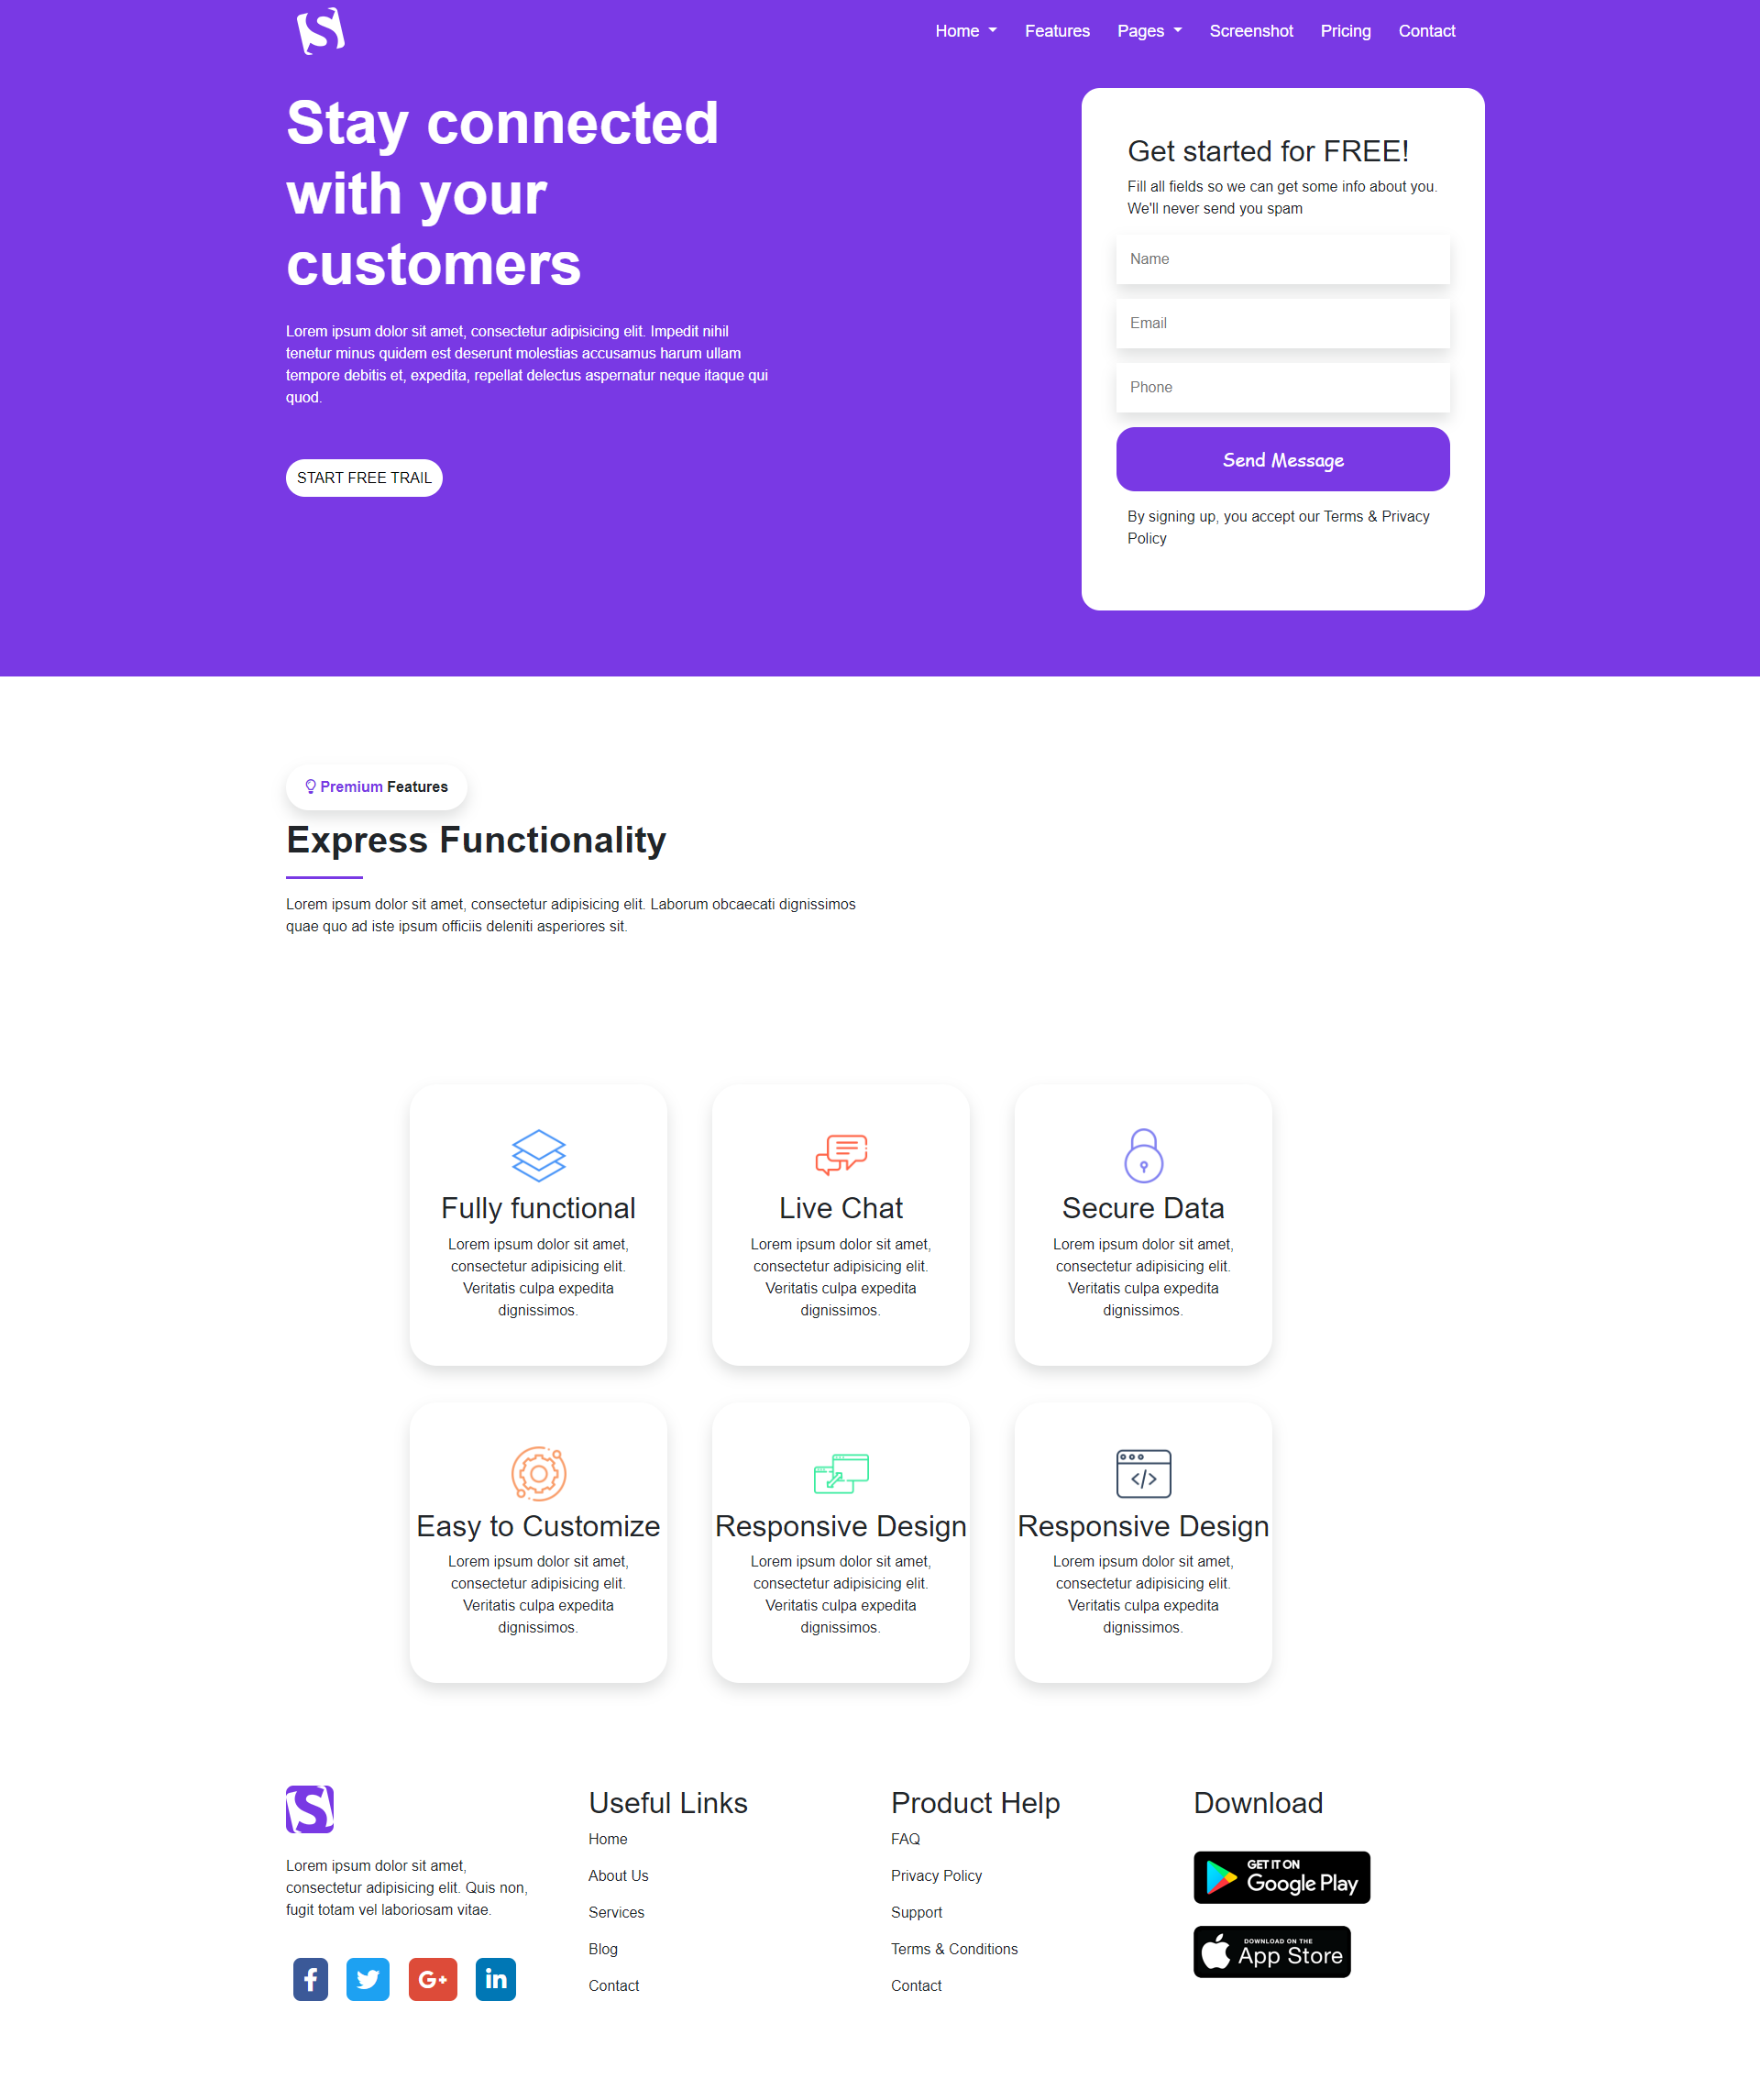 S
Home
Features
Pages
Screenshot
Pricing
Contact
Stay connected
with your
customers
Lorem ipsum dolor sit amet, consectetur adipisicing elit. Impedit nihil
tenetur minus quidem est deserunt molestias accusamus harum ullam
tempore debitis et, expedita, repellat delectus aspernatur neque itaque qui
quod.
START FREE TRAIL
Get started for FREE!
Fill all fields so we can get some info about you.
We'll never send you spam
Name
Email
Phone
Send Message
By signing up, you accept our Terms & Privacy
Policy
Premium Features
Express Functionality
Lorem ipsum dolor sit amet, consectetur adipisicing elit. Laborum obcaecati dignissimos
quae quo ad iste ipsum officiis deleniti asperiores sit.
Fully functional
Lorem ipsum dolor sit amet,
consectetur adipisicing elit.
Veritatis culpa expedita
dignissimos.
Live Chat
Lorem ipsum dolor sit amet,
consectetur adipisicing elit.
Veritatis culpa expedita
dignissimos.
Secure Data
Lorem ipsum dolor sit amet,
consectetur adipisicing elit.
Veritatis culpa expedita
dignissimos.
Easy to Customize
Lorem ipsum dolor sit amet,
consectetur adipisicing elit.
Veritatis culpa expedita
dignissimos.
Responsive Design
Lorem ipsum dolor sit amet,
consectetur adipisicing elit.
Veritatis culpa expedita
dignissimos.
</>
Responsive Design
Lorem ipsum dolor sit amet,
consectetur adipisicing elit.
Veritatis culpa expedita
dignissimos.
S
Lorem ipsum dolor sit amet,
consectetur adipisicing elit. Quis non,
fugit totam vel laboriosam vitae.
f
G+
in
Useful Links
Home
About Us
Services
Blog
Contact
Product Help
FAQ
Privacy Policy
Support
Terms & Conditions
Contact
Download
GET IT ON
Google Play
DOWNLOAD ON THE
App Store